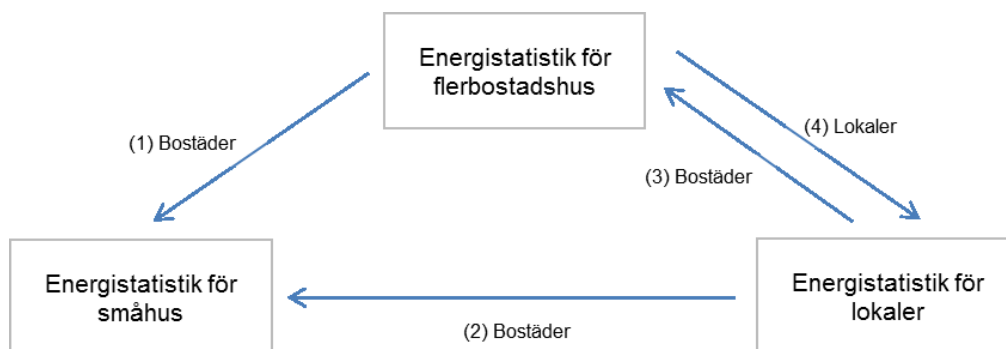 Energistatistik för
flerbostadshus
(1) Bostäder
(4) Lokaler
(3) Bostäder
Energistatistik för
småhus
(2) Bostäder
Energistatistik för
lokaler